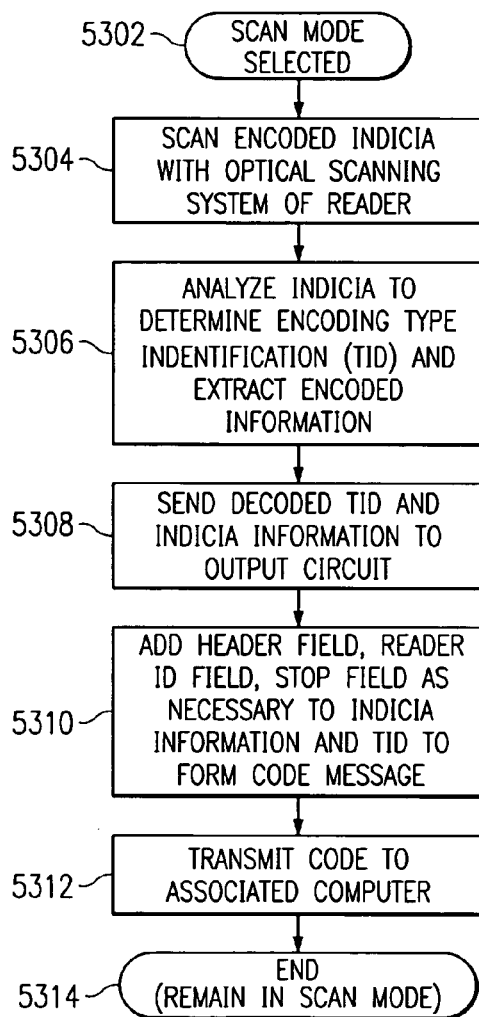 5302
SCAN MODE
SELECTED
5304
SCAN ENCODED INDICIA
WITH OPTICAL SCANNING
SYSTEM OF READER
5306
ANALYZE INDICIA TO
DETERMINE ENCODING TYPE
INDENTIFICATION (TID) AND
EXTRACT ENCODED
INFORMATION
5308
SEND DECODED TID AND
INDICIA INFORMATION TO
OUTPUT CIRCUIT
5310
ADD HEADER FIELD, READER
ID FIELD, STOP FIELD AS
NECESSARY TO INDICIA
INFORMATION AND TID TO
FORM CODE MESSAGE
5312
TRANSMIT CODE TO
ASSOCIATED COMPUTER
5314
END
(REMAIN IN SCAN MODE)